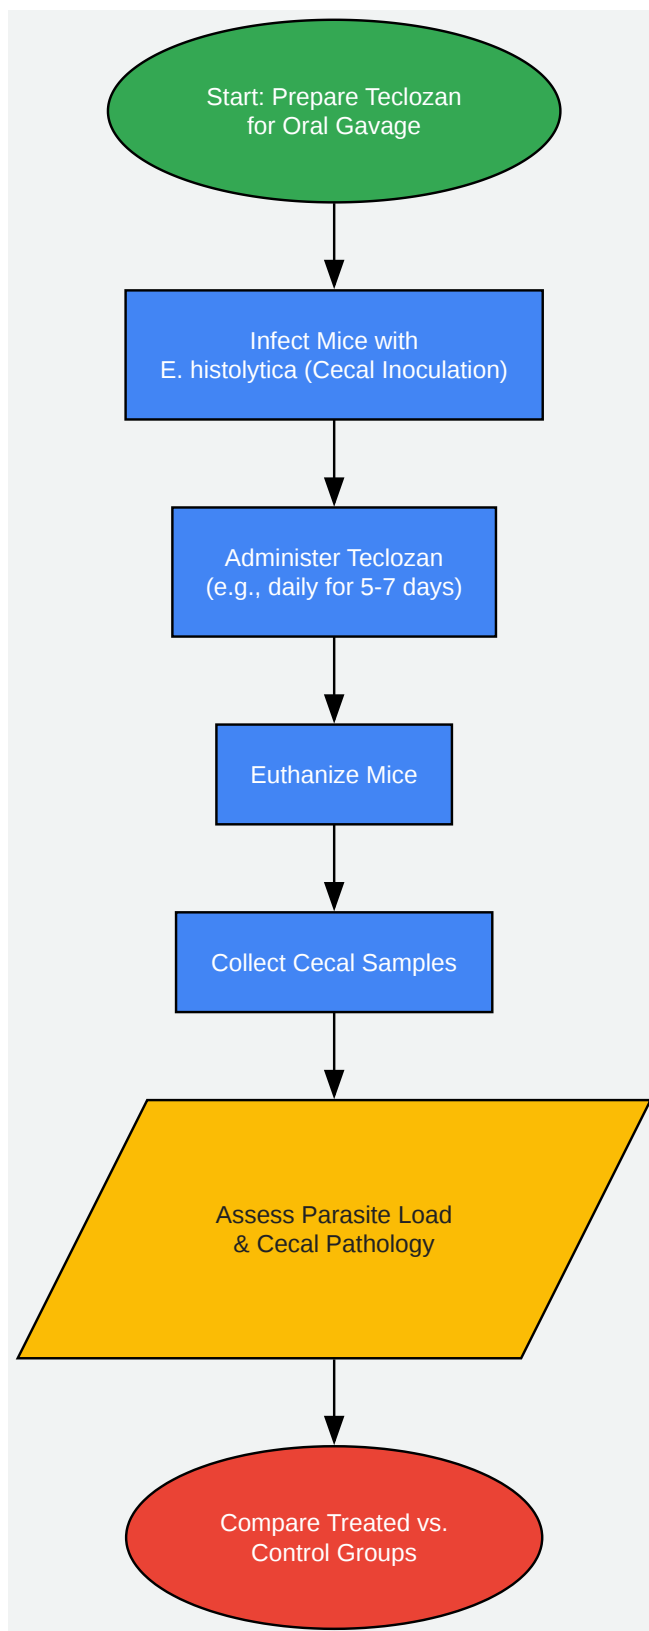 Start: Prepare Teclozan
for Oral Gavage
Infect Mice with
E. histolytica (Cecal Inoculation)
Administer Teclozan
(e.g., daily for 5-7 days)
Euthanize Mice
Collect Cecal Samples
Assess Parasite Load
& Cecal Pathology
Compare Treated vs.
Control Groups